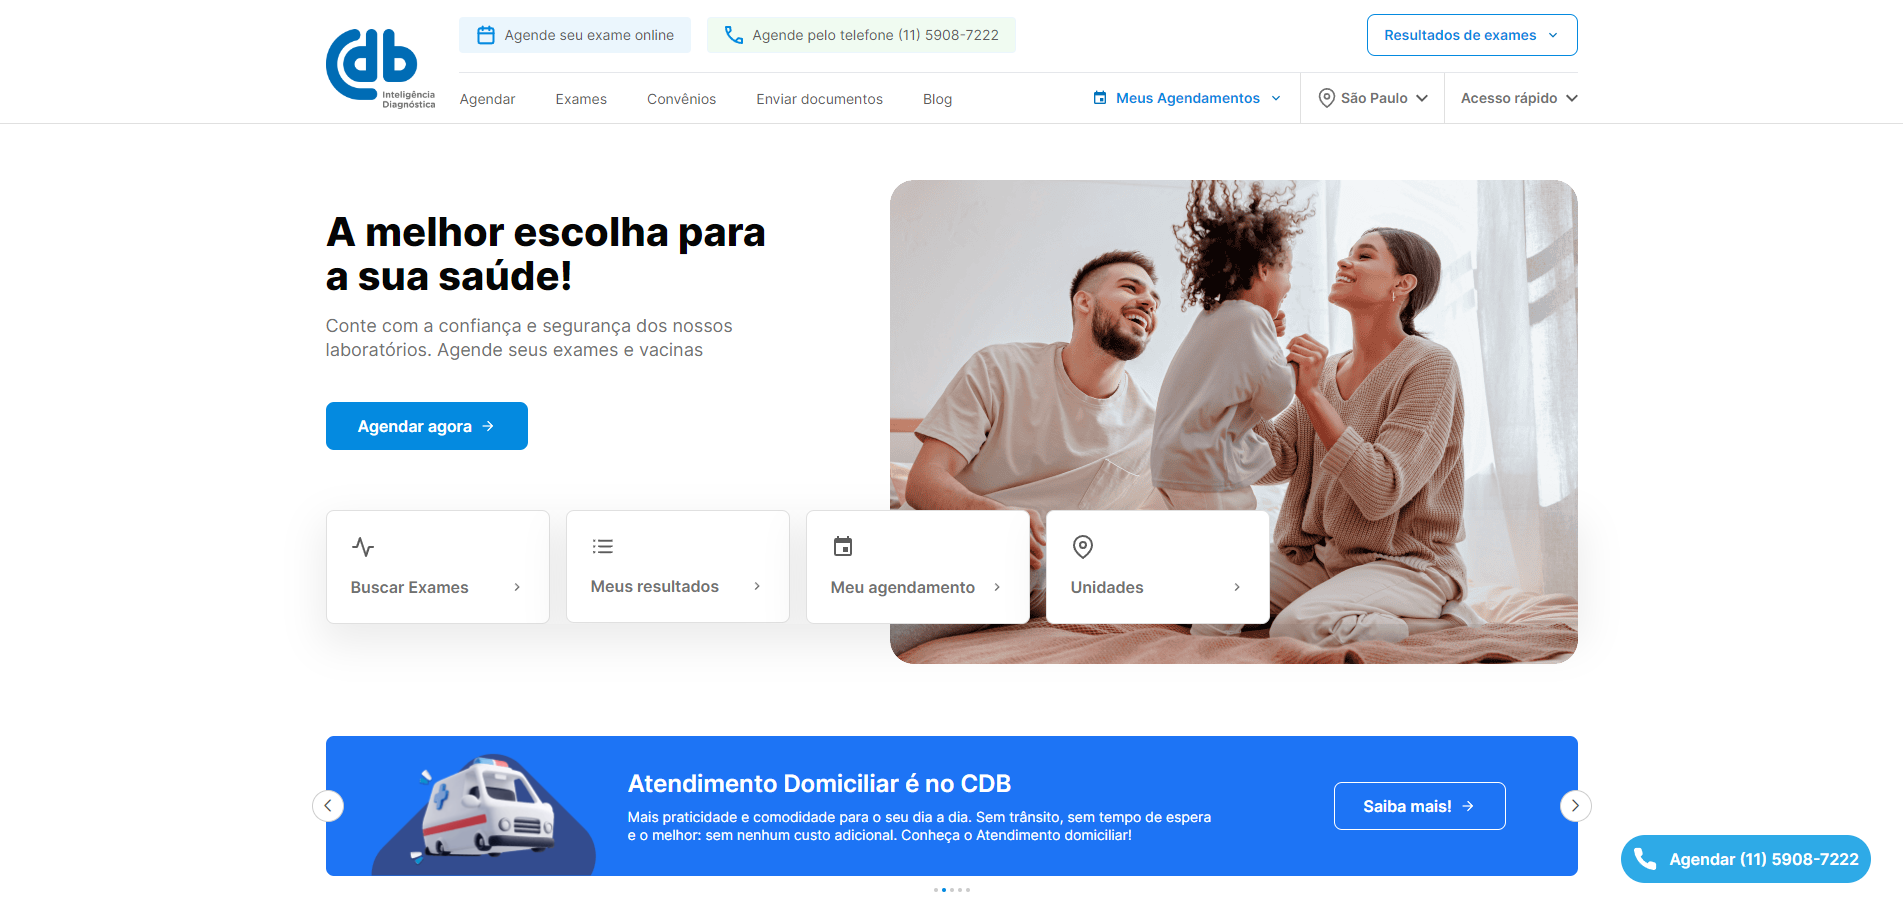 cdb
Inteligência
Diagnóstica
Agende seu exame online
Agende pelo telefone (11) 5908-7222
Resultados de exames
Agendar
Exames
Convênios
Enviar documentos
Blog
Meus Agendamentos
São Paulo
Acesso rápido
A melhor escolha para
a sua saúde!
Conte com a confiança e segurança dos nossos
laboratórios. Agende seus exames e vacinas
Agendar agora
Buscar Exames
Meus resultados
Meu agendamento
Unidades
Atendimento Domiciliar é no CDB
Mais praticidade e comodidade para o seu dia a dia. Sem trânsito, sem tempo de espera
e o melhor: sem nenhum custo adicional. Conheça o Atendimento domiciliar!
Saiba mais!
Agendar (11) 5908-7222